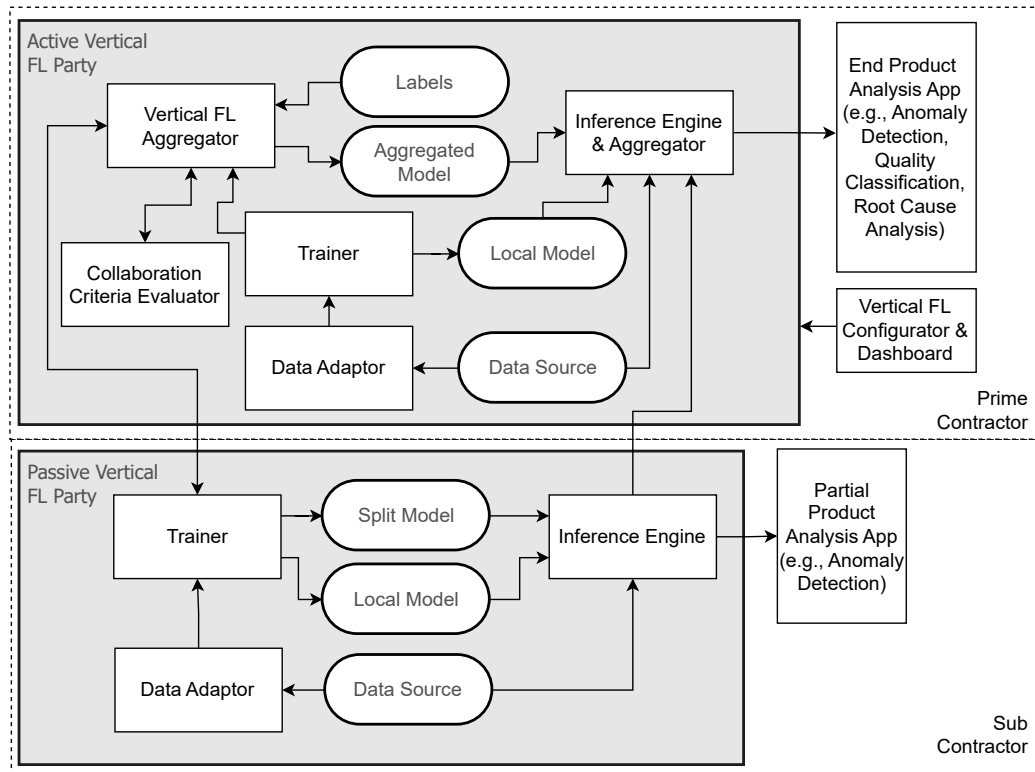 Active Vertical
FL Party
Labels
Vertical FL
Aggregator
Aggregated
Model
Inference Engine
& Aggregator
End Product
Analysis App
(e.g., Anomaly
Detection,
Quality
Classification,
Root Cause
Analysis)
Collaboration
Criteria Evaluator
Trainer
Local Model
Data Adaptor
Data Source
Vertical FL
Configurator &
Dashboard
Prime
Contractor
Passive Vertical
FL Party
Trainer
Split Model
Local Model
Inference Engine
Partial
Product
Analysis App
(e.g., Anomaly
Detection)
Data Adaptor
Data Source
Sub
Contractor